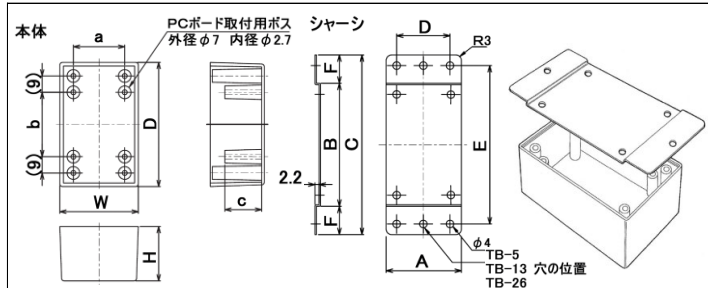 本体
a
PCボード取付用ボス
外径φ7 内径φ2.7
(9)
b
(9)
D
W
H
c
シャーシ
D
R3
F
B
C
E
2.2
F
A
φ4
TB-5
TB-13 穴の位置
TB-26